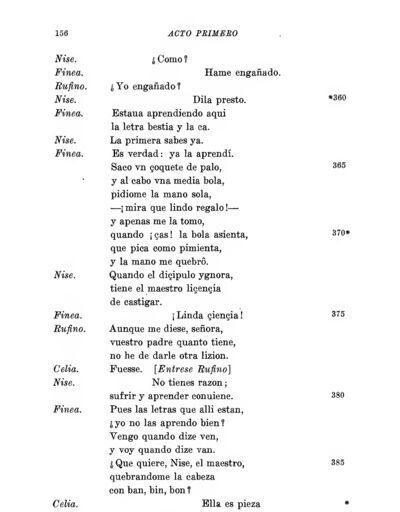 156 ACTO PRIMERO
Nise. ¿Como?
Finea. Hame engañado.
Rufino. ¿Yo engañado?
Nise. Dila presto. *360
Finea. Estaua aprendiendo aqui
la letra bestia y la ca.
Nise. La primera sabes ya.
Finea. Es verdad: ya la aprendí.
Saco vn çoquete de palo, 365
y al cabo vna media bola,
pidiome la mano sola,
—¡mira que lindo regalo!—
y apenas me la tomo,
quando ¡ças! la bola asienta, 370*
que pica como pimienta,
y la mano me quebrô.
Nise. Quando el diçipulo ygnora,
tiene el maestro liçençia
de castigar.
Finea. ¡Linda çiençia! 375
Rufino. Aunque me diese, señora,
vuestro padre quanto tiene,
no he de darle otra lizion.
Celia. Fuesse. [Entrese Rufino]
Nise. No tienes razon;
sufrir y aprender conuiene. 380
Finea. Pues las letras que alli estan,
¿yo no las aprendo bien?
Vengo quando dize ven,
y voy quando dize van.
¿Que quiere, Nise, el maestro, 385
quebrandome la cabeza
con ban, bin, bon?
Celia. Ella es pieza *